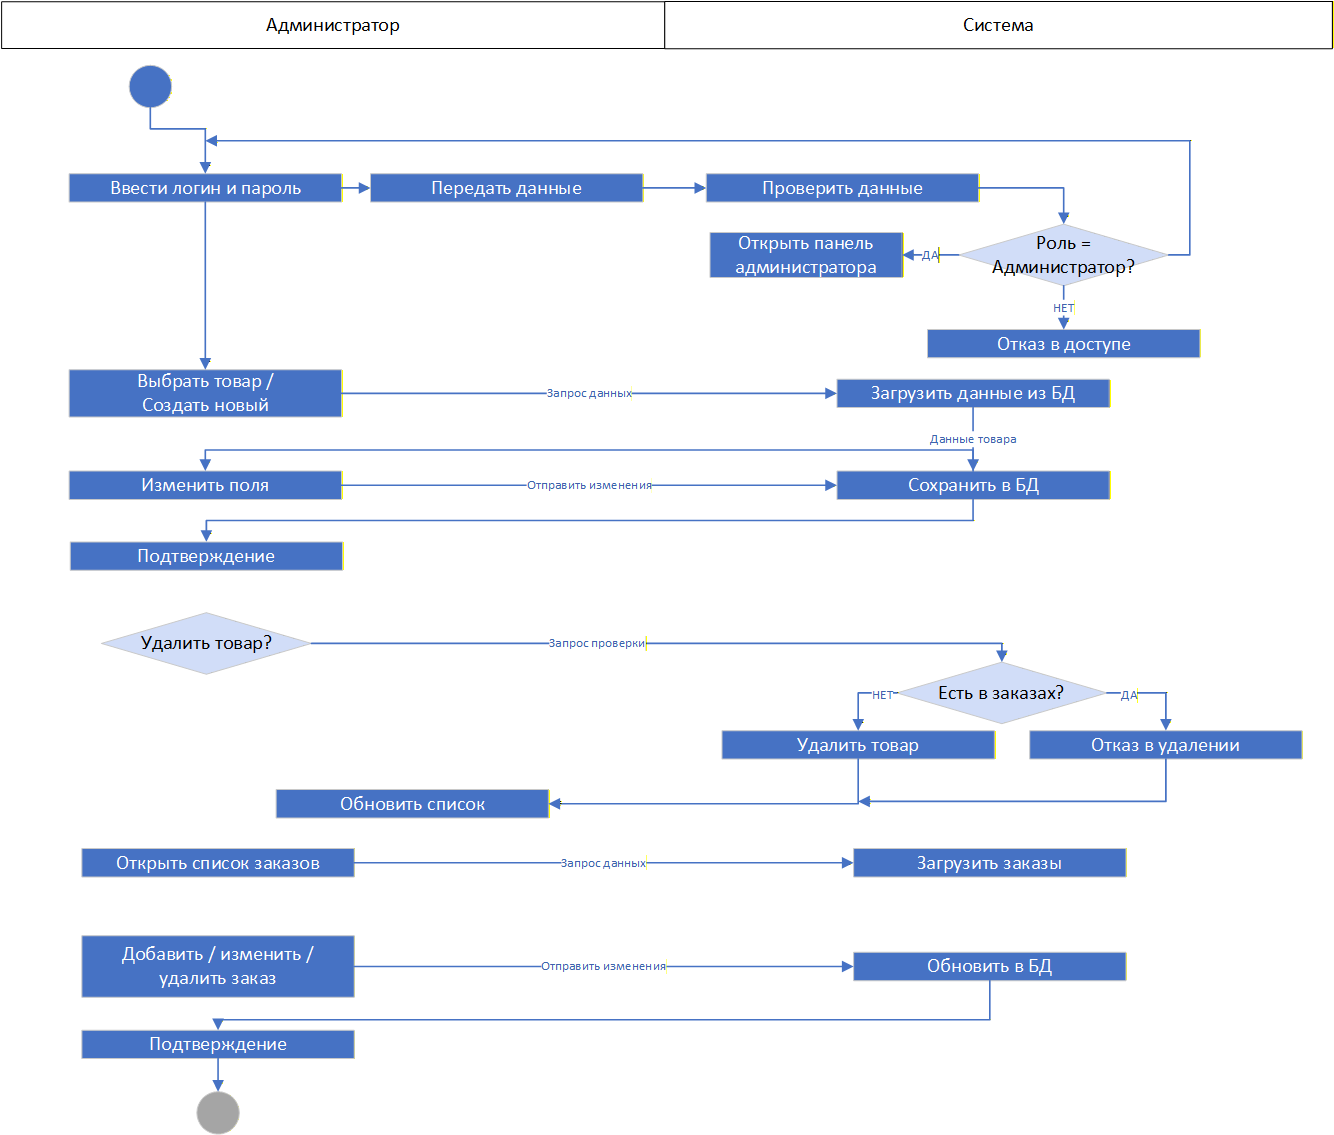 Администратор
Система
Ввести логин и пароль
Передать данные
Проверить данные
Роль =
Администратор?
Открыть панель
администратора
ДА
НЕТ
Отказ в доступе
Выбрать товар /
Создать новый
Запрос данных
Загрузить данные из БД
Данные товара
Изменить поля
Отправить изменения
Сохранить в БД
Подтверждение
Удалить товар?
Запрос проверки
Есть в заказах?
НЕТ
ДА
Удалить товар
Отказ в удалении
Обновить список
Открыть список заказов
Запрос данных
Загрузить заказы
Добавить / изменить /
удалить заказ
Отправить изменения
Обновить в БД
Подтверждение